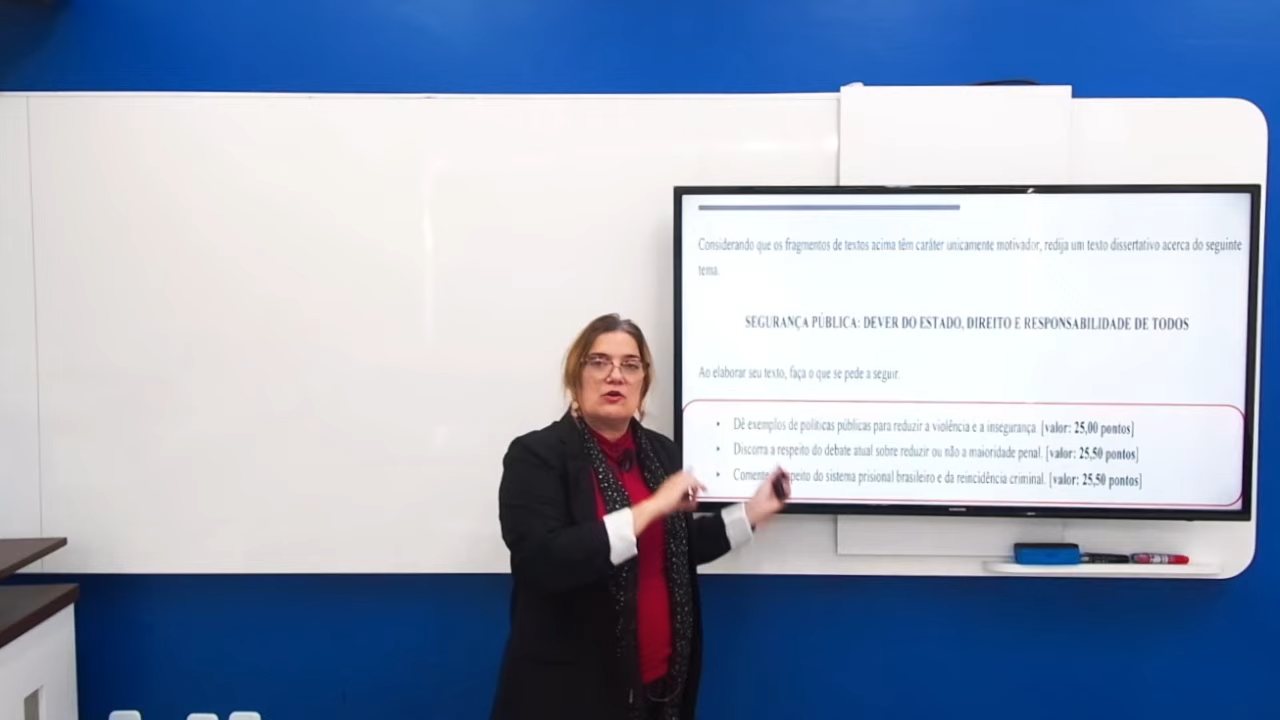 Considerando que os fragmentos de textos acima têm caráter unicamente motivador, redija um texto dissertativo acerca do seguinte
tema.
SEGURANÇA PÚBLICA: DEVER DO ESTADO, DIREITO E RESPONSABILIDADE DE TODOS
Ao elaborar seu texto, faça o que se pede a seguir.
• Dê exemplos de políticas públicas para reduzir a violência e a insegurança. [valor: 25,00 pontos]
• Discorra a respeito do debate atual sobre reduzir ou não a maioridade penal. [valor: 25,50 pontos]
• Comente do sistema prisional brasileiro e da reincidência criminal. [valor: 25,50 pontos]